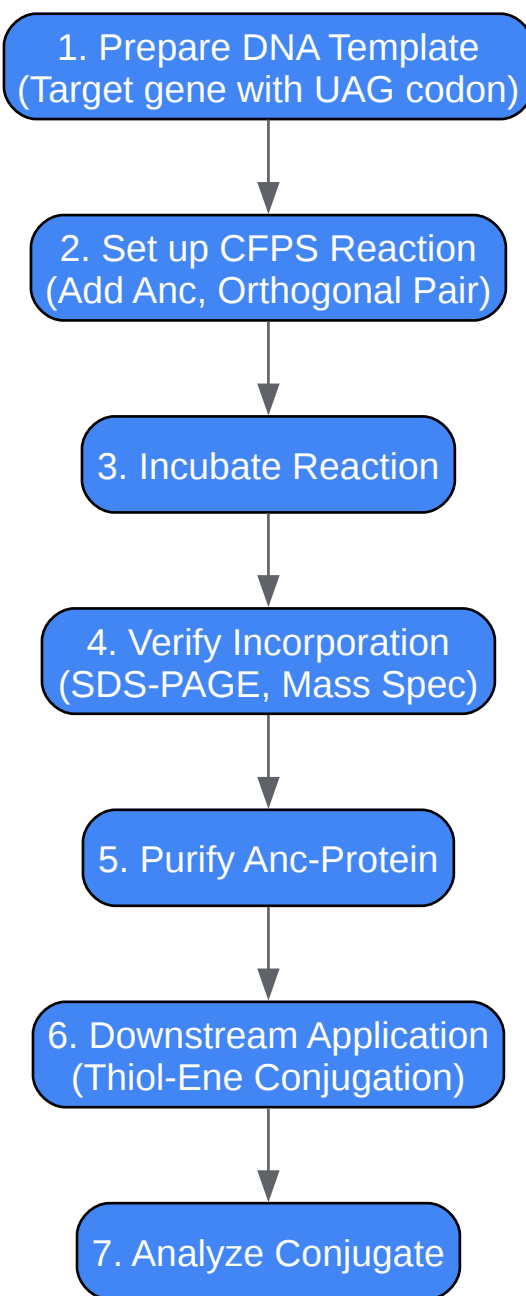 1. Prepare DNA Template
(Target gene with UAG codon)
2. Set up CFPS Reaction
(Add Anc, Orthogonal Pair)
3. Incubate Reaction
4. Verify Incorporation
(SDS-PAGE, Mass Spec)
5. Purify Anc-Protein
6. Downstream Application
(Thiol-Ene Conjugation)
7. Analyze Conjugate